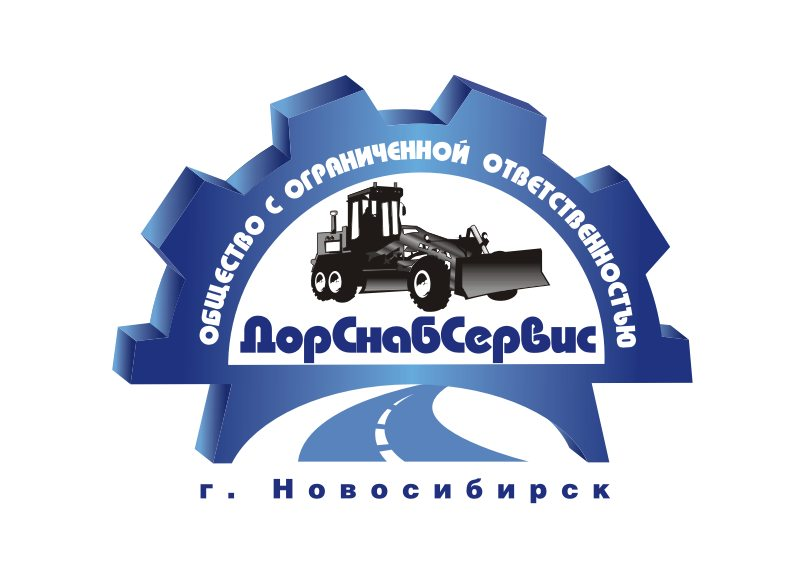 ОБЩЕСТВО С ОГРАНИЧЕННОЙ ОТВЕТСТВЕННОСТЬЮ
ДорСнабСервис
г. Новосибирск